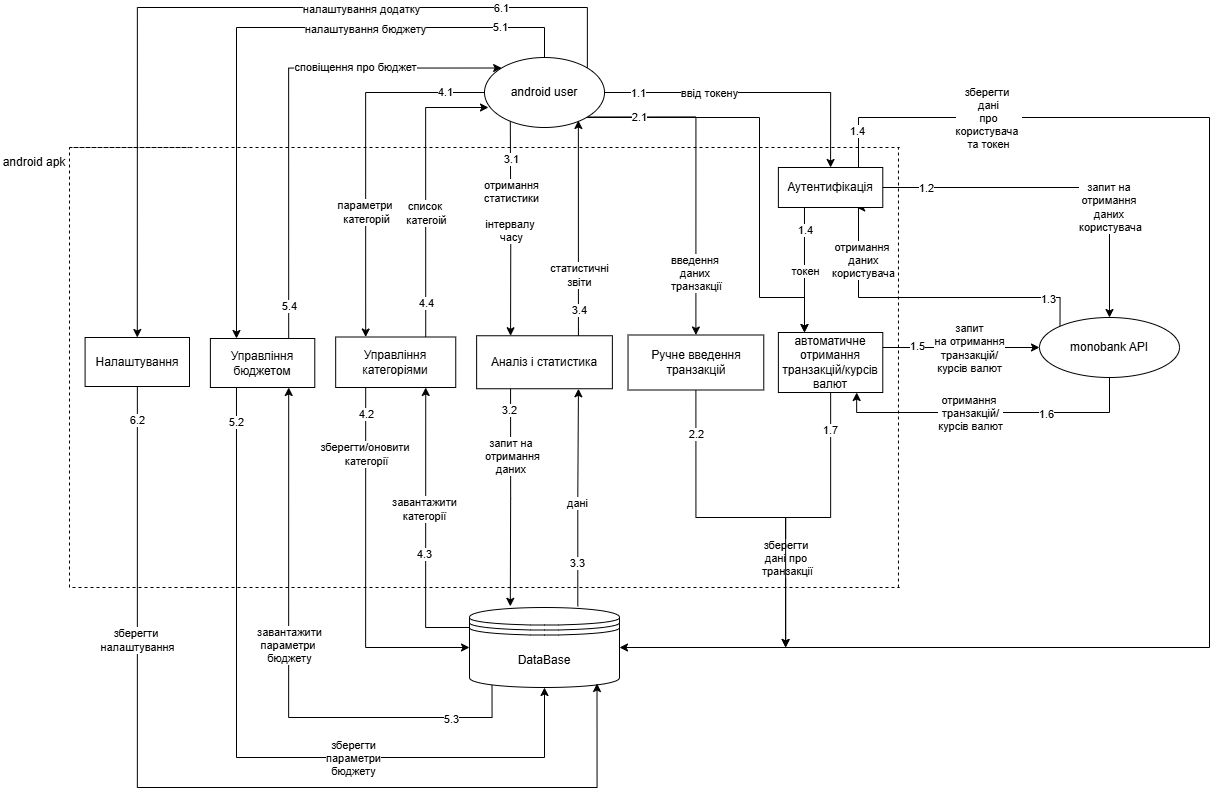 налаштування додатку
6.1
налаштування бюджету
5.1
сповіщення про бюджет
android user
4.1
1.1
ввід токену
2.1
зберегти
дані
про
користувача
та токен
1.4
android apk
3.1
отримання
статистики
інтервалу
часу
параметри
категорій
список
категоій
Аутентифікація
1.2
запит на
отримання
даних
користувача
1.4
токен
отримання
даних
користувача
введення
даних
транзакції
статистичні
звіти
3.4
5.4
4.4
1.3
Налаштування
Управління
бюджетом
Управління
категоріями
Аналіз і статистика
Ручне введення
транзакцій
автоматичне
отримання
транзакцій/курсів
валют
1.5
запит
на отримання
транзакцій/
курсів валют
monobank API
отримання
транзакцій/
курсів валют
1.6
6.2
5.2
4.2
3.2
2.2
1.7
зберегти/оновити
категорії
запит на
отримання
даних
завантажити
категорії
дані
4.3
3.3
зберегти
дані про
транзакції
зберегти
налаштування
завантажити
параметри
бюджету
DataBase
5.3
зберегти
параметри
бюджету